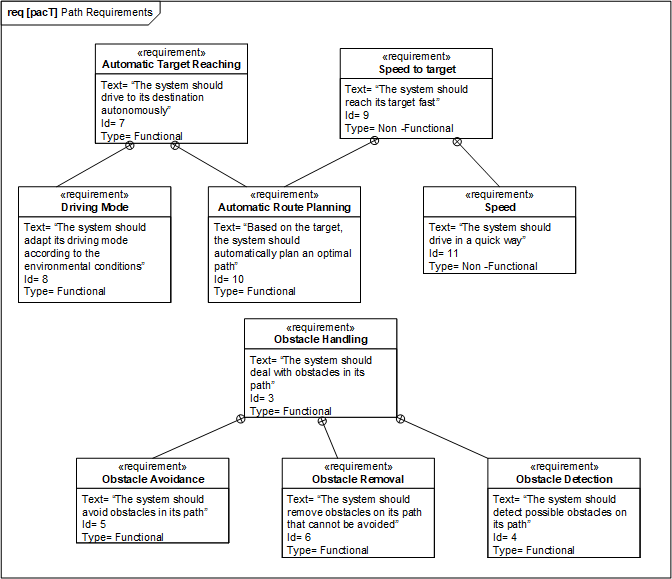 req [pacT] Path Requirements
«requirement»
Automatic Target Reaching
Text= “The system should
drive to its destination
autonomously”
Id= 7
Type= Functional
«requirement»
Speed to target
Text= “The system should
reach its target fast”
Id= 9
Type= Non -Functional
«requirement»
Driving Mode
Text= “The system should
adapt its driving mode
according to the
environmental conditions”
Id= 8
Type= Functional
«requirement»
Automatic Route Planning
Text= “Based on the target,
the system should
automatically plan an optimal
path”
Id= 10
Type= Functional
«requirement»
Speed
Text= “The system should
drive in a quick way”
Id= 11
Type= Non -Functional
«requirement»
Obstacle Handling
Text= “The system should
deal with obstacles in its
path”
Id= 3
Type= Functional
«requirement»
Obstacle Avoidance
Text= “The system should
avoid obstacles in its path”
Id= 5
Type= Functional
«requirement»
Obstacle Removal
Text= “The system should
remove obstacles on its path
that cannot be avoided”
Id= 6
Type= Functional
«requirement»
Obstacle Detection
Text= “The system should
detect possible obstacles on
its path”
Id= 4
Type= Functional